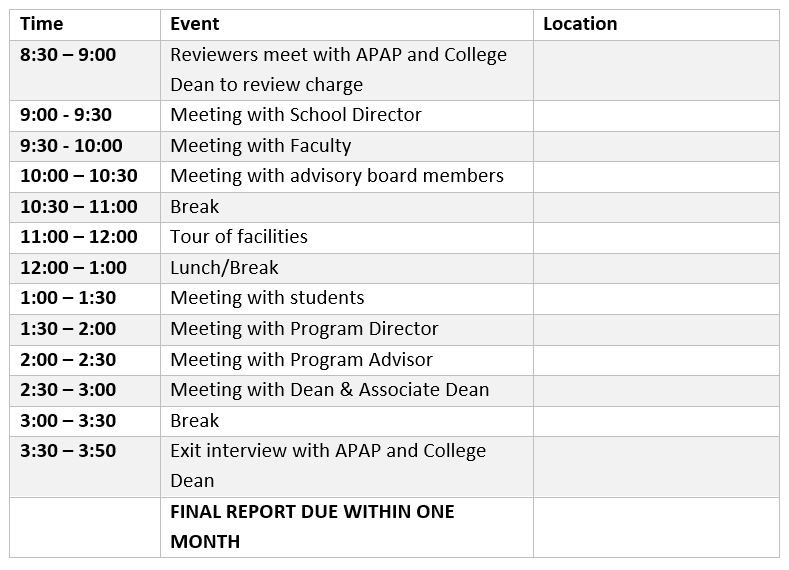 Time Event Location
8:30 – 9:00 Reviewers meet with APAP and College
Dean to review charge
9:00 - 9:30 Meeting with School Director
9:30 - 10:00 Meeting with Faculty
10:00 – 10:30 Meeting with advisory board members
10:30 – 11:00 Break
11:00 – 12:00 Tour of facilities
12:00 – 1:00 Lunch/Break
1:00 – 1:30 Meeting with students
1:30 – 2:00 Meeting with Program Director
2:00 – 2:30 Meeting with Program Advisor
2:30 – 3:00 Meeting with Dean & Associate Dean
3:00 – 3:30 Break
3:30 – 3:50 Exit interview with APAP and College
Dean
FINAL REPORT DUE WITHIN ONE
MONTH